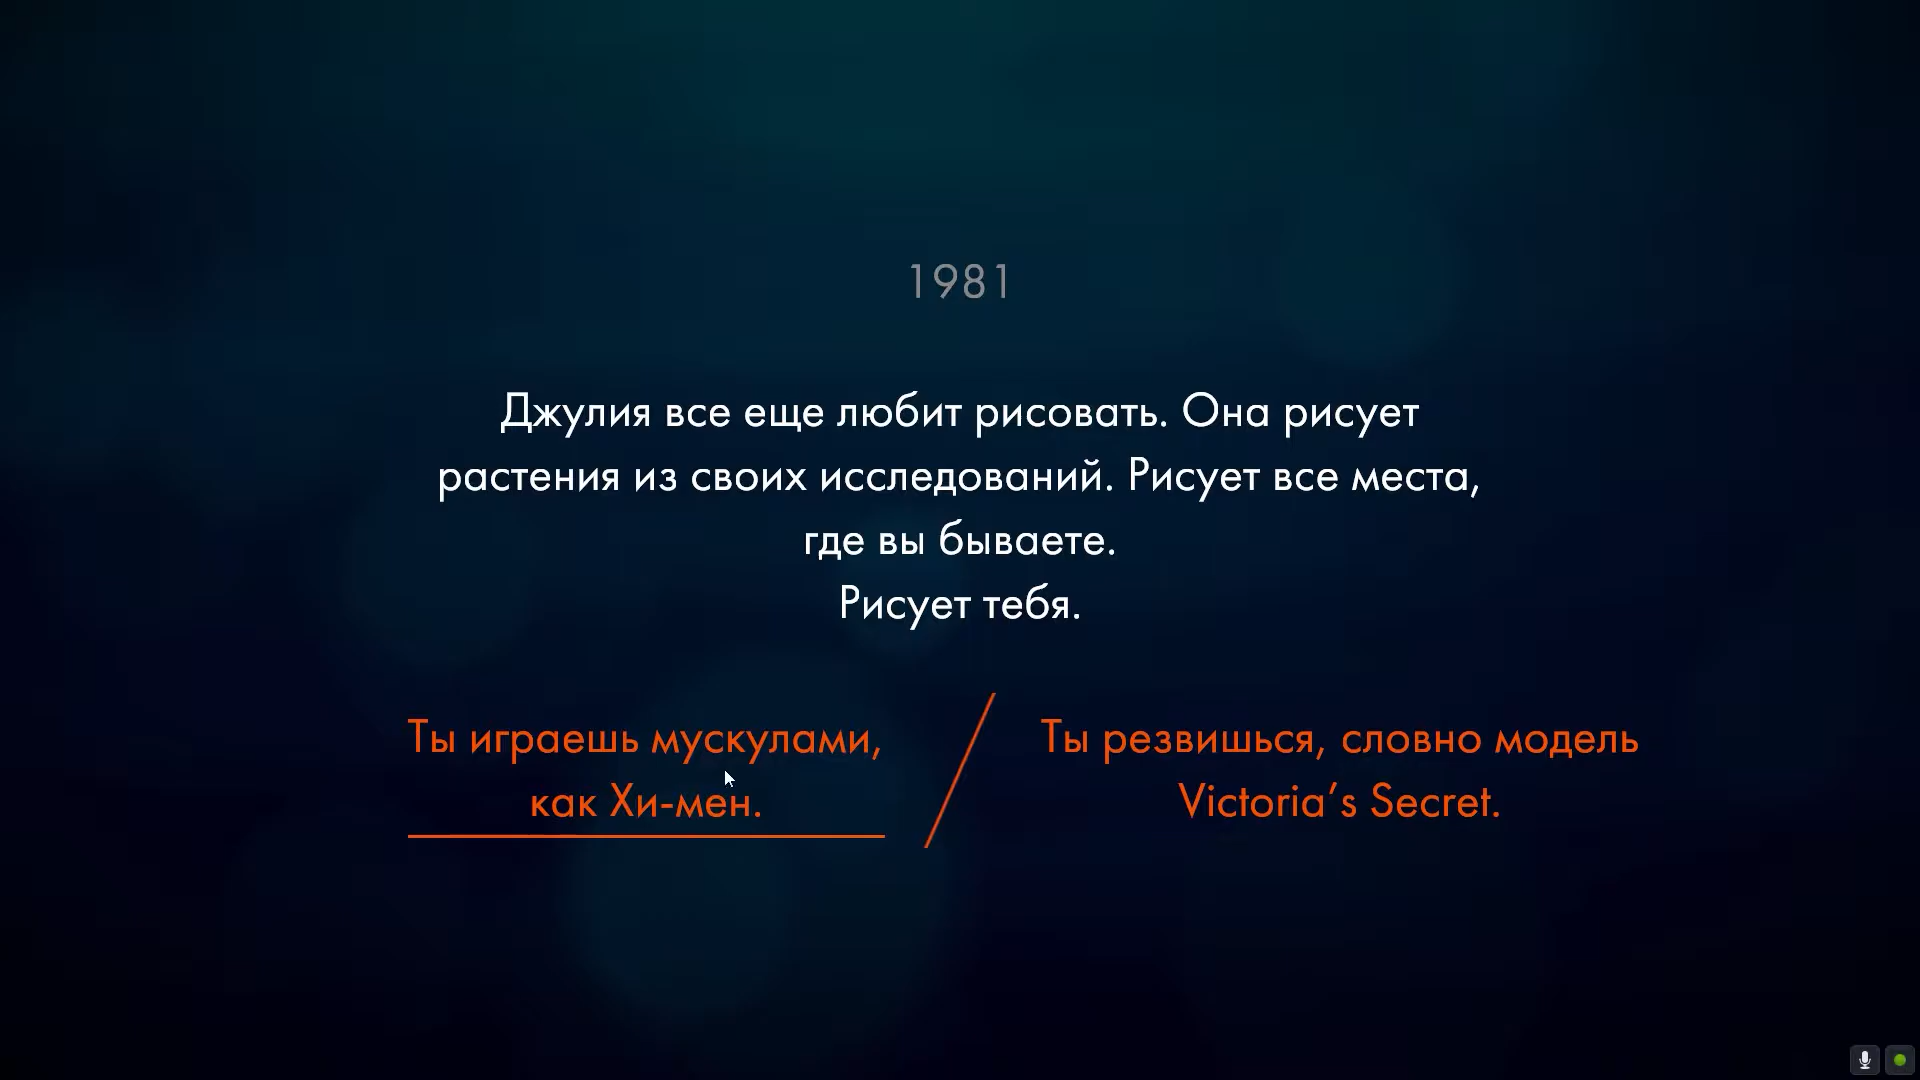 1981
Джулия все еще любит рисовать. Она рисует
растения из своих исследований. Рисует все места,
где вы бываете.
Рисует тебя.
Ты играешь мускулами,
как Хи-мен.
Ты резвишься, словно модель
Victoria’s Secret.